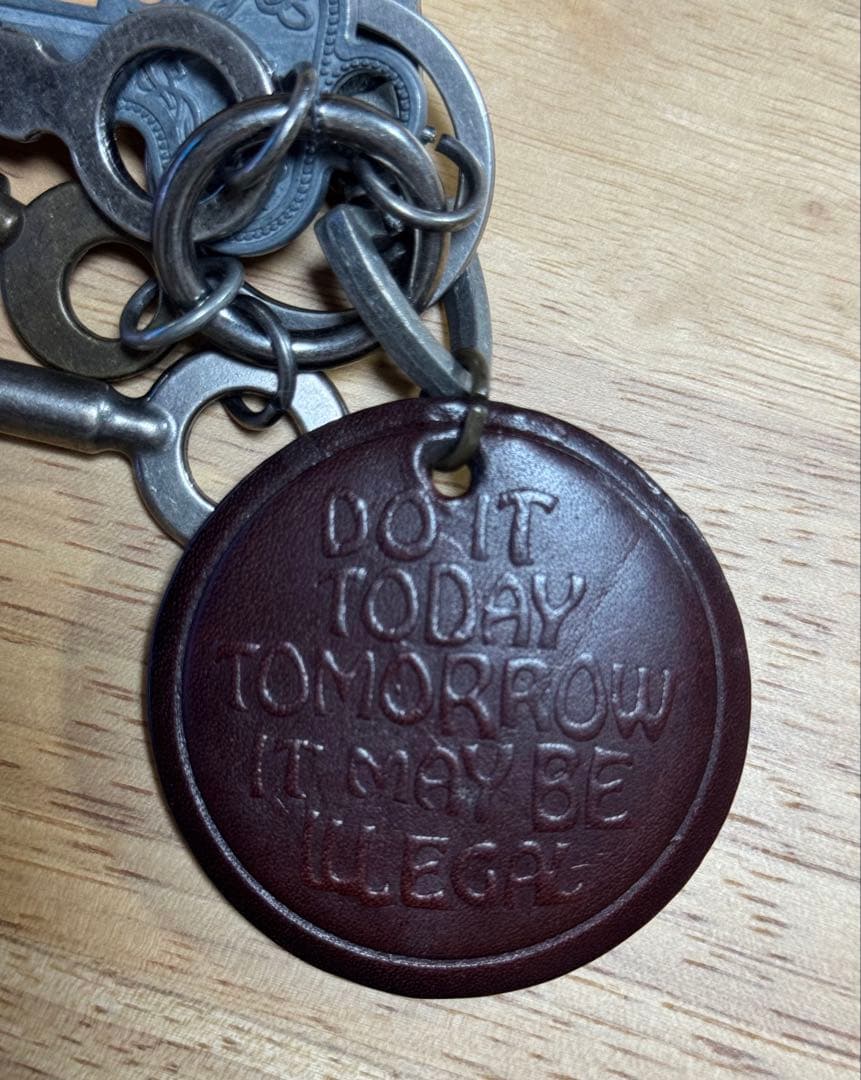 DO IT
TODAY
TOMORROW
IT MAY BE
ILLEGAL